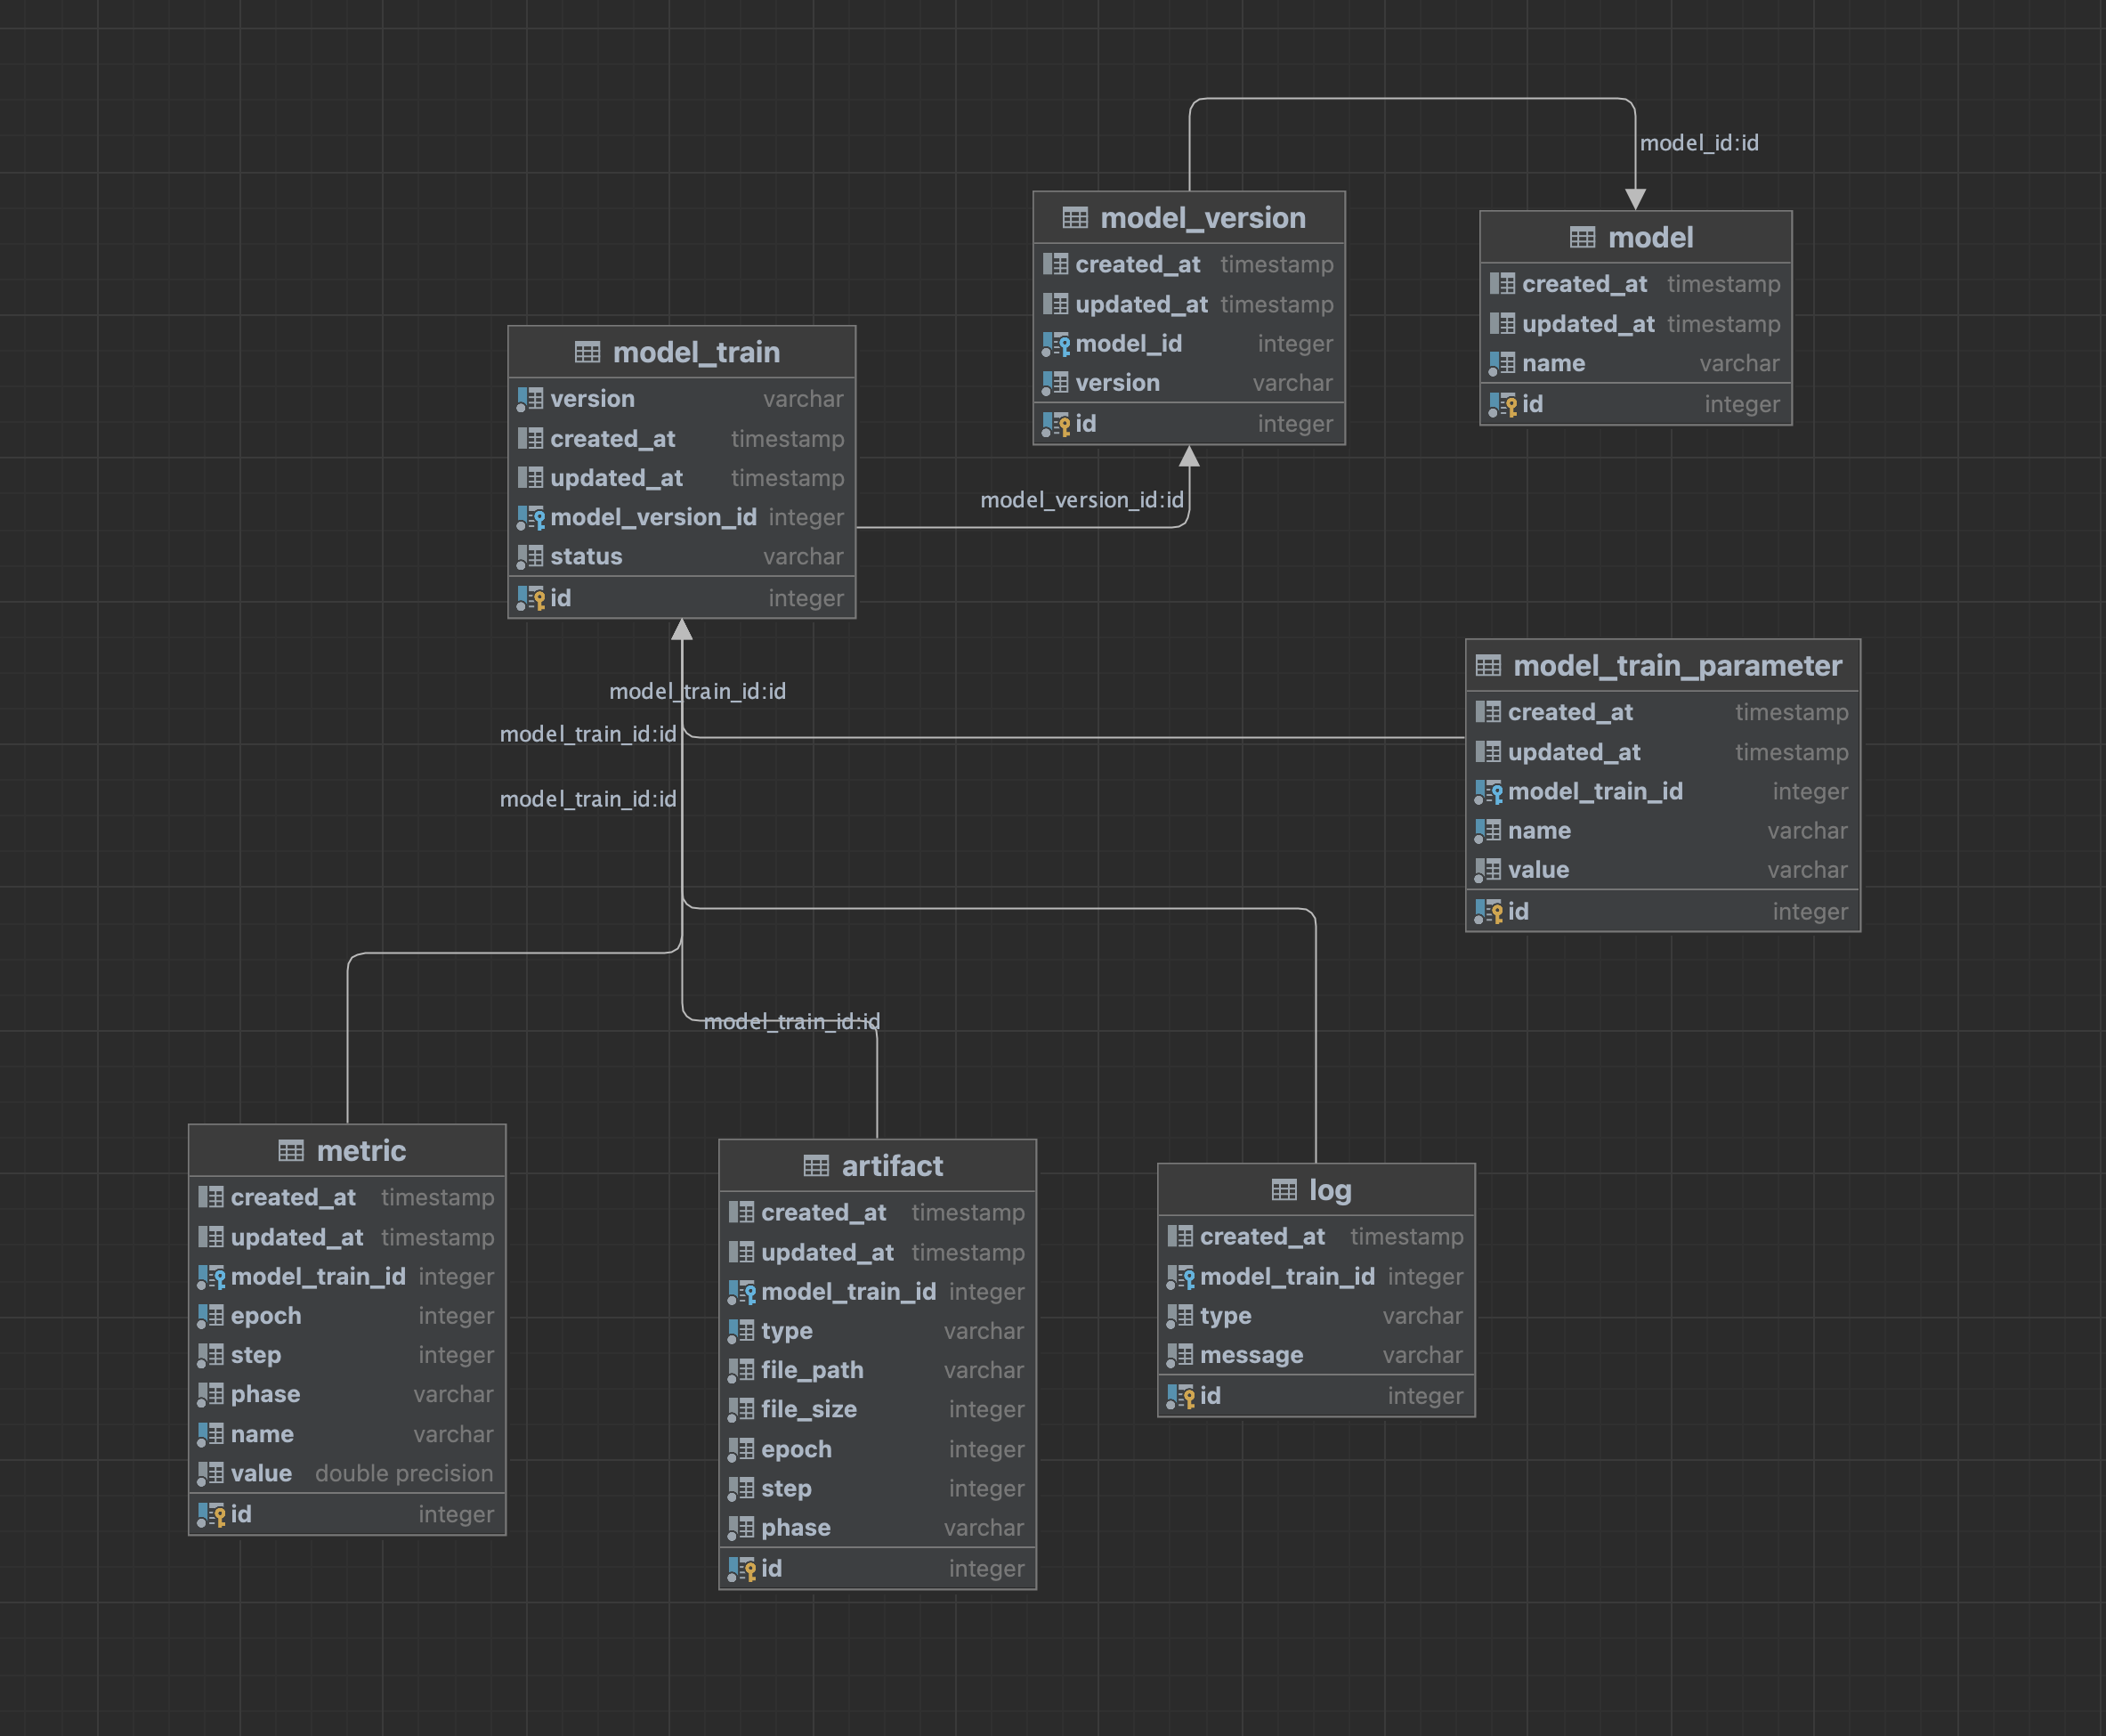 model_id:id
model_version
created_at timestamp
updated_at timestamp
model_id integer
version varchar
id integer
model
created_at timestamp
updated_at timestamp
name varchar
id integer
model_train
version varchar
created_at timestamp
updated_at timestamp
model_version_id integer
status varchar
id integer
model_version_id:id
model_train_parameter
created_at timestamp
updated_at timestamp
model_train_id integer
name varchar
value varchar
id integer
model_train_id:id
model_train_id:id
model_train_id:id
model_train_id:id
metric
created_at timestamp
updated_at timestamp
model_train_id integer
epoch integer
step integer
phase varchar
name varchar
value double precision
id integer
artifact
created_at timestamp
updated_at timestamp
model_train_id integer
type varchar
file_path varchar
file_size integer
epoch integer
step integer
phase varchar
id integer
log
created_at timestamp
model_train_id integer
type varchar
message varchar
id integer